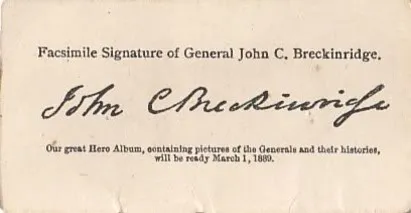 Facsimile Signature of General John C. Breckinridge.
John C Breckinridge
Our great Hero Album, containing pictures of the Generals and their histories,
will be ready March 1, 1889.